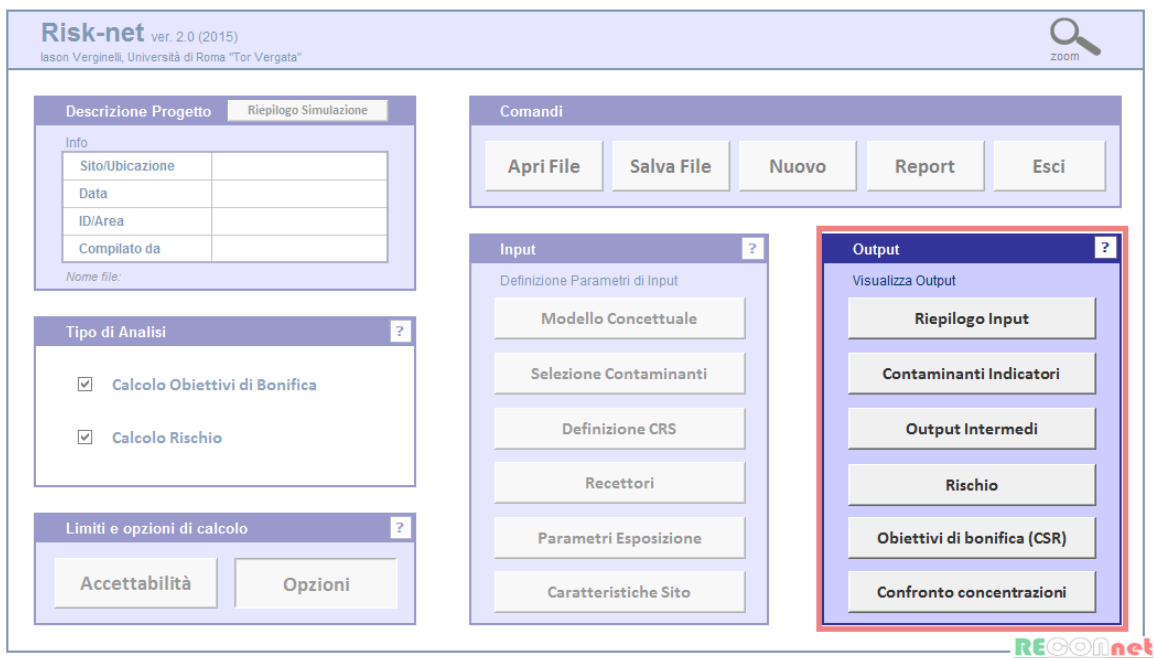 Risk-net ver. 2.0 (2015)
Iason Verginelli, Università di Roma "Tor Vergata"
zoom
Descrizione Progetto
Riepilogo Simulazione
Info
Sito/Ubicazione
Data
ID/Area
Compilato da
Nome file:
Tipo di Analisi
?
Calcolo Obiettivi di Bonifica
Calcolo Rischio
Limiti e opzioni di calcolo
?
Accettabilità
Opzioni
Comandi
Apri File
Salva File
Nuovo
Report
Esci
Input
?
Definizione Parametri di Input
Modello Concettuale
Selezione Contaminanti
Definizione CRS
Recettori
Parametri Esposizione
Caratteristiche Sito
Output
?
Visualizza Output
Riepilogo Input
Contaminanti Indicatori
Output Intermedi
Rischio
Obiettivi di bonifica (CSR)
Confronto concentrazioni
RECONnet